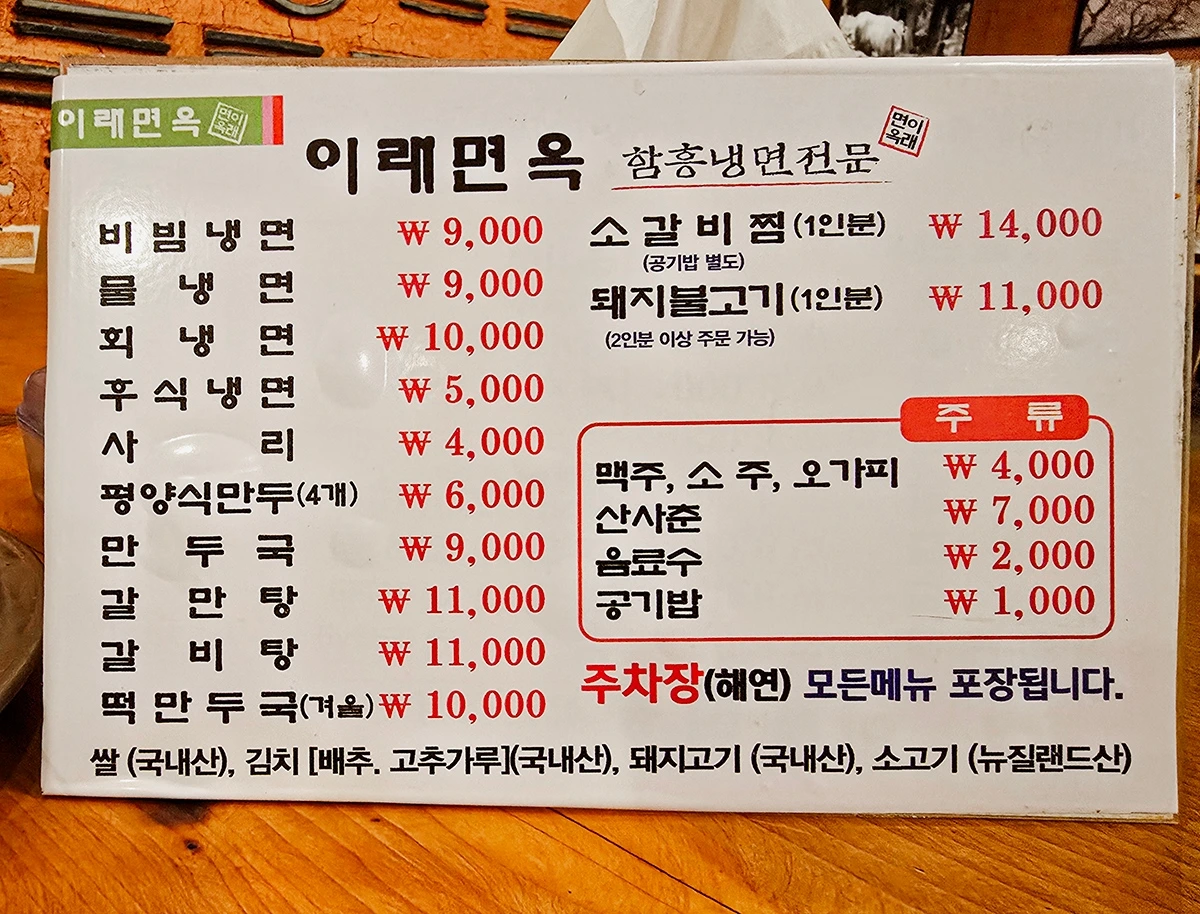 이래면옥 면이옥래
이래면옥 함흥냉면전문 면이옥래
비빔냉면 ₩ 9,000
물냉면 ₩ 9,000
회냉면 ₩ 10,000
후식냉면 ₩ 5,000
사리 ₩ 4,000
평양식만두(4개) ₩ 6,000
만두국 ₩ 9,000
갈만탕 ₩ 11,000
갈비탕 ₩ 11,000
떡만두국(겨울) ₩ 10,000
소갈비찜(1인분) ₩ 14,000
(공기밥 별도)
돼지불고기(1인분) ₩ 11,000
(2인분 이상 주문 가능)
주류
맥주, 소주, 오가피 ₩ 4,000
산사춘 ₩ 7,000
음료수 ₩ 2,000
공기밥 ₩ 1,000
주차장(해연) 모든메뉴 포장됩니다.
쌀 (국내산), 김치 [배추. 고추가루](국내산), 돼지고기 (국내산), 소고기 (뉴질랜드산)